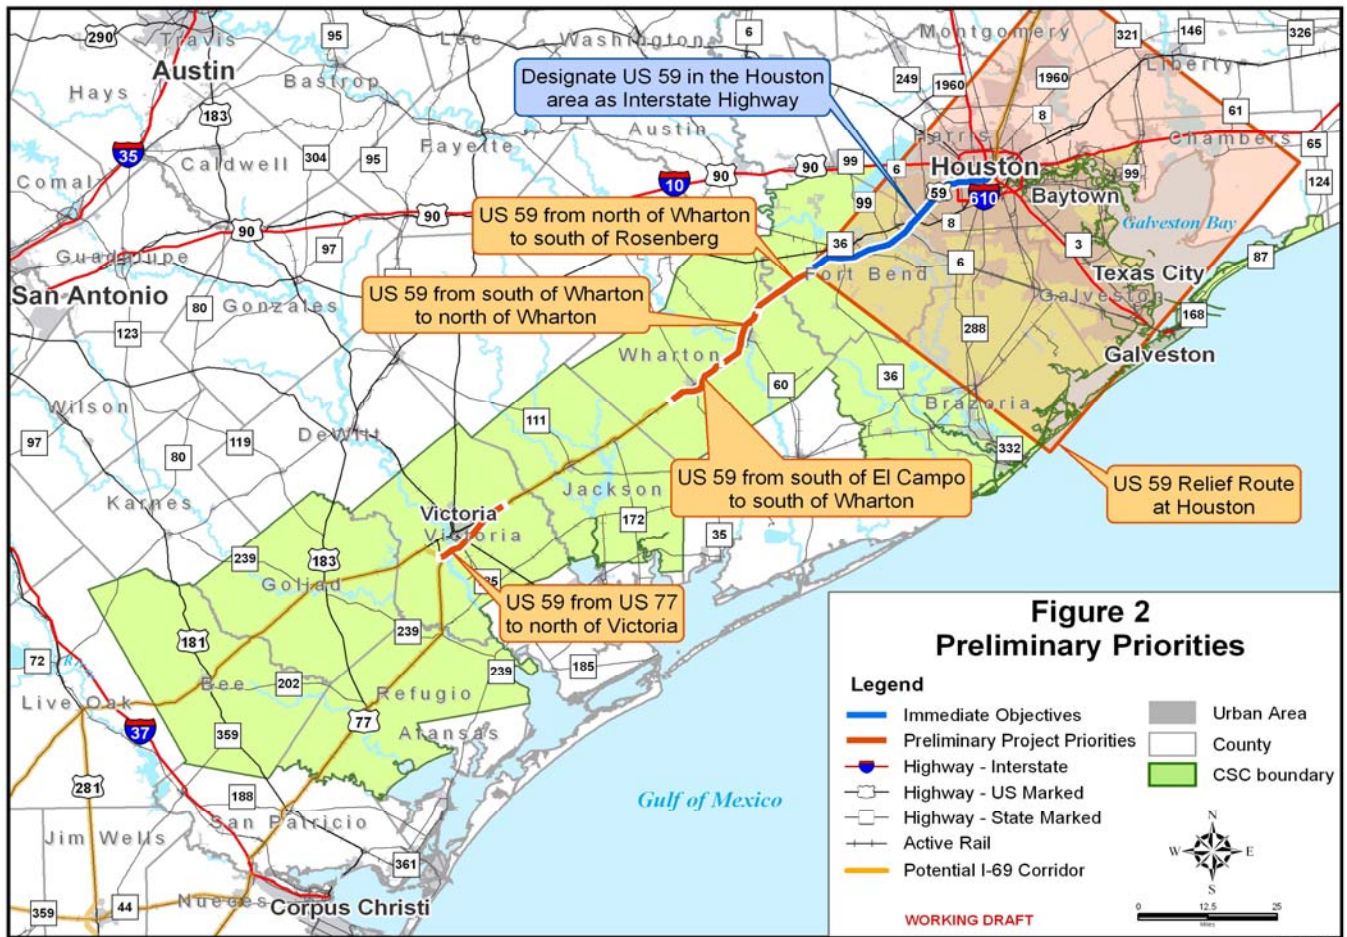 290
Travis
95
Lee
Washington
6
Montgomery
321
146
326
Austin
Bastrop
Designate US 59 in the Houston
area as Interstate Highway
249
1960
1960
Liberty
Hays
183
Austin
8
61
Harris
Chambers
35
Caldwell
304
95
Fayette
90
90
99
6
Houston
65
Comal
10
99
124
90
90
US 59 from north of Wharton
to south of Rosenberg
99
59
610
Baytown
8
Galveston Bay
97
36
3
87
Guadalupe
Fort Bend
6
Texas City
San Antonio
80
Gonzales
US 59 from south of Wharton
to north of Wharton
Galveston
168
123
288
Wharton
Galveston
60
36
Wilson
111
Brazoria
97
80
119
DeWitt
332
US 59 from south of El Campo
to south of Wharton
US 59 Relief Route
at Houston
Karnes
Jackson
Victoria
172
Victoria
35
239
183
Goliad
US 59 from US 77
to north of Victoria
181
239
72
239
185
Bee
202
Refugio
Live Oak
77
Aransas
37
359
281
188
San Patricio
Gulf of Mexico
Jim Wells
361
Nueces
44
359
Corpus Christi
Figure 2
Preliminary Priorities
Legend
Immediate Objectives
Preliminary Project Priorities
Highway - Interstate
Highway - US Marked
Highway - State Marked
Active Rail
Potential I-69 Corridor
WORKING DRAFT
Urban Area
County
CSC boundary
N
W E
S
0 12.5 25
Miles